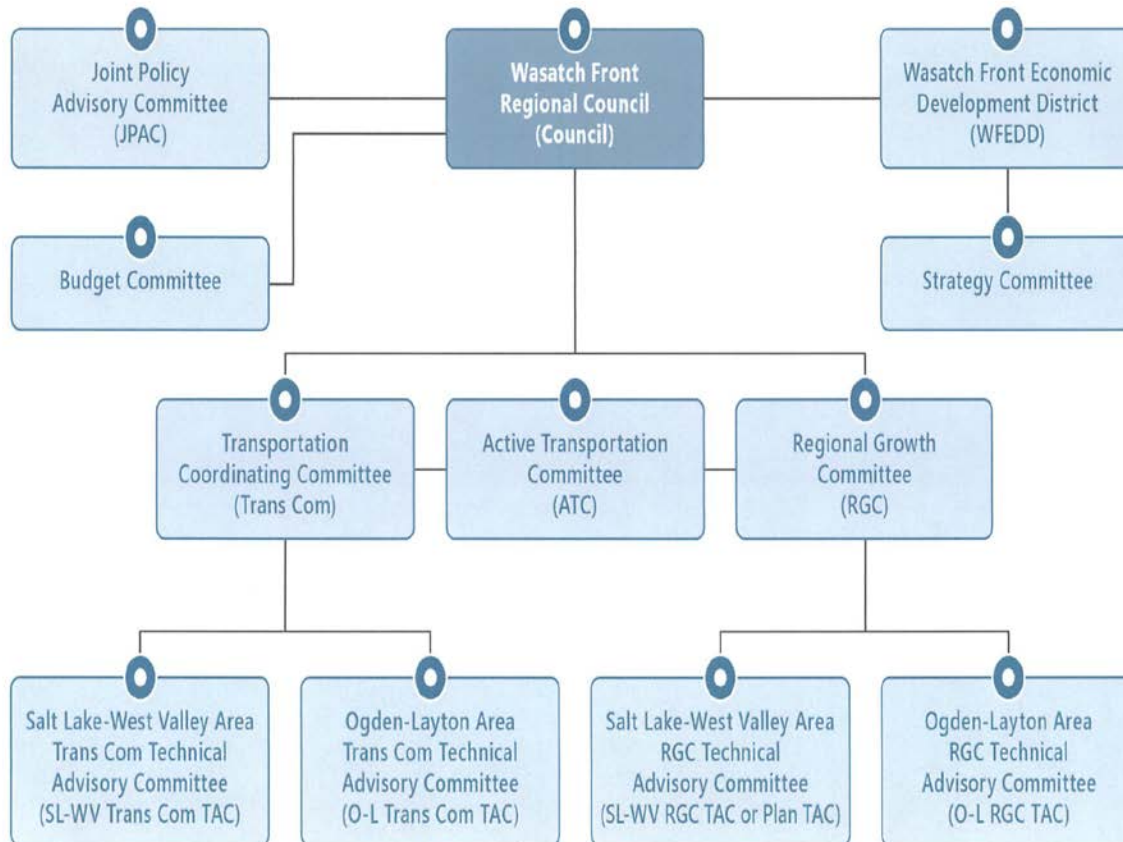 Joint Policy
Advisory Committee
(JPAC)
Wasatch Front
Regional Council
(Council)
Wasatch Front Economic
Development District
(WFEDD)
Budget Committee
Strategy Committee
Transportation
Coordinating Committee
(Trans Com)
Active Transportation
Committee
(ATC)
Regional Growth
Committee
(RGC)
Salt Lake-West Valley Area
Trans Com Technical
Advisory Committee
(SL-WV Trans Com TAC)
Ogden-Layton Area
Trans Com Technical
Advisory Committee
(O-L Trans Com TAC)
Salt Lake-West Valley Area
RGC Technical
Advisory Committee
(SL-WV RGC TAC or Plan TAC)
Ogden-Layton Area
RGC Technical
Advisory Committee
(O-L RGC TAC)